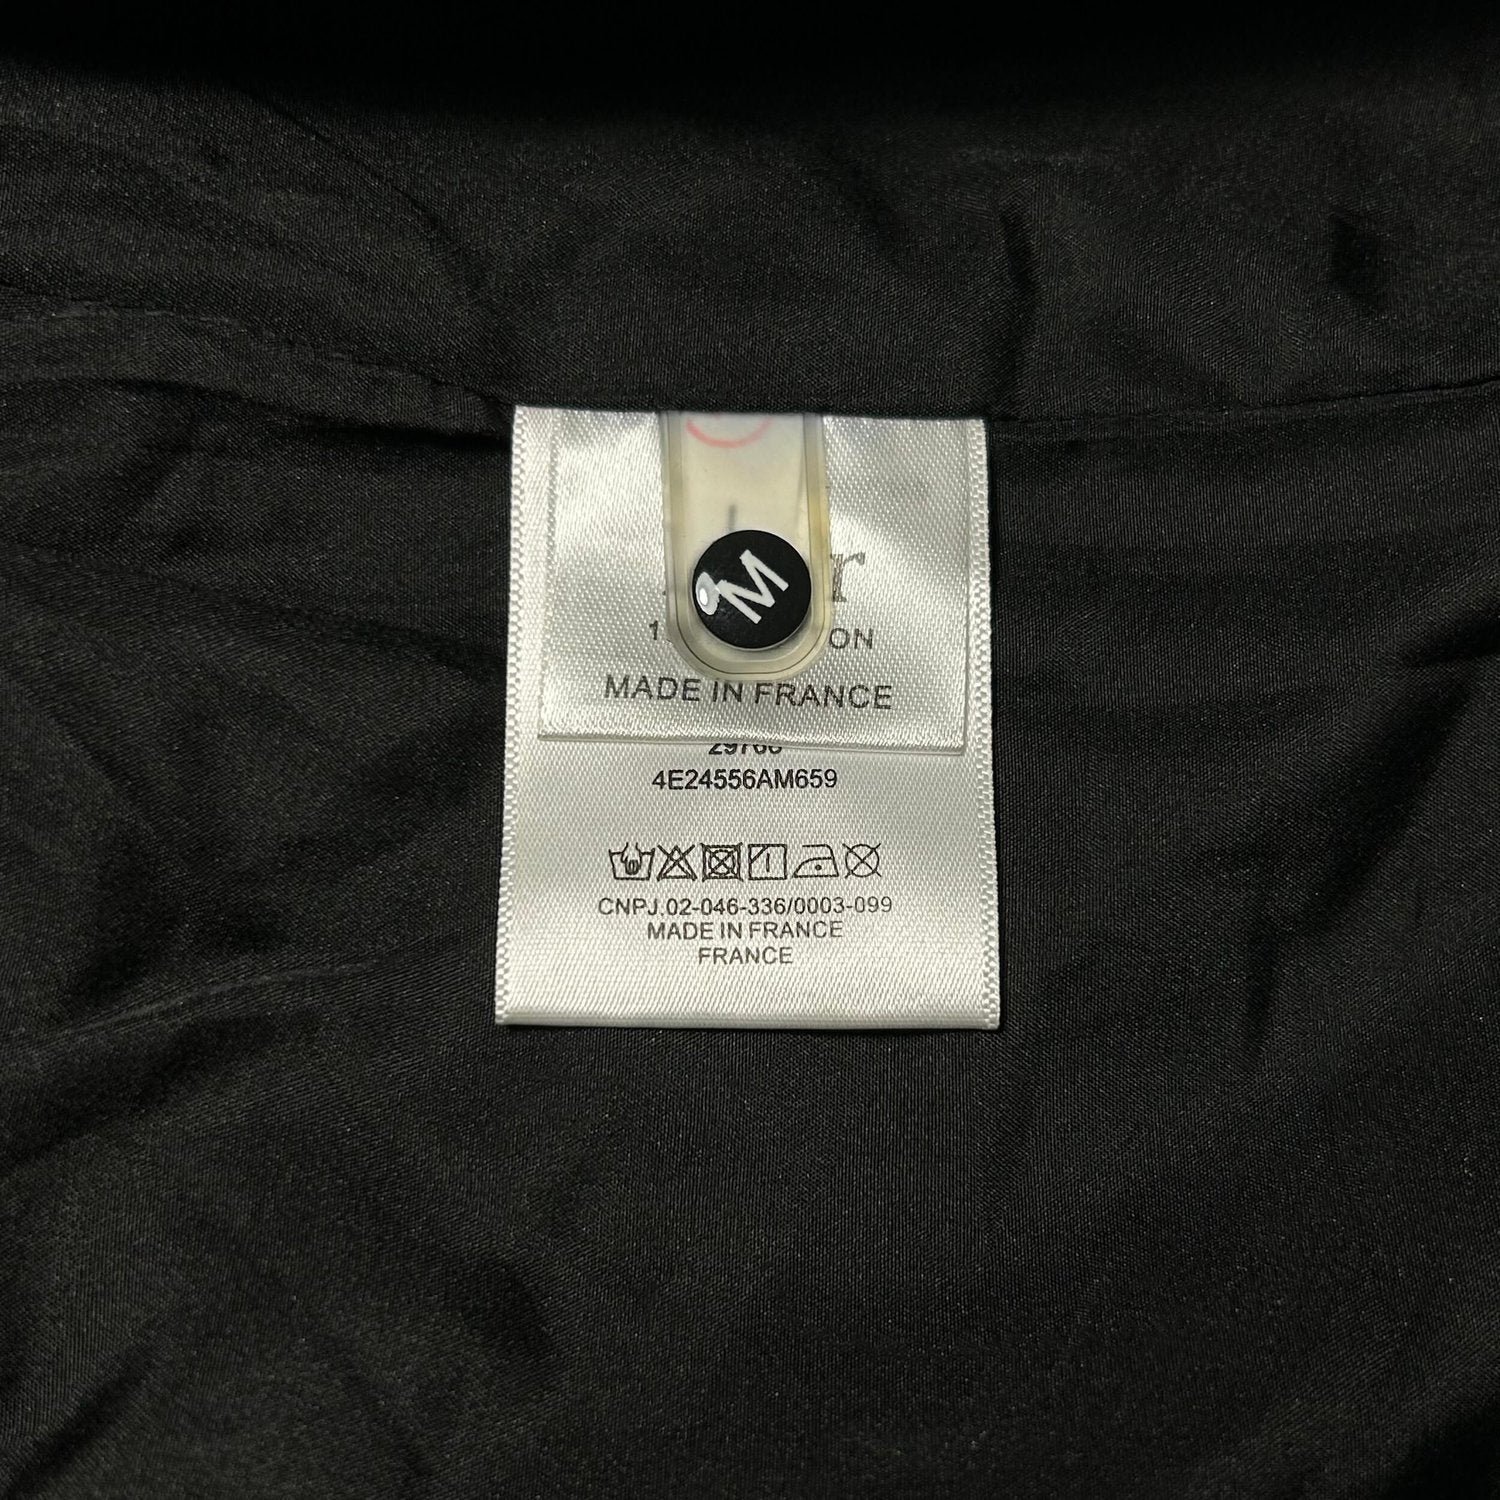 M
MADE IN FRANCE
4E24556AM659
CNPJ.02-046-336/0003-099
MADE IN FRANCE
FRANCE